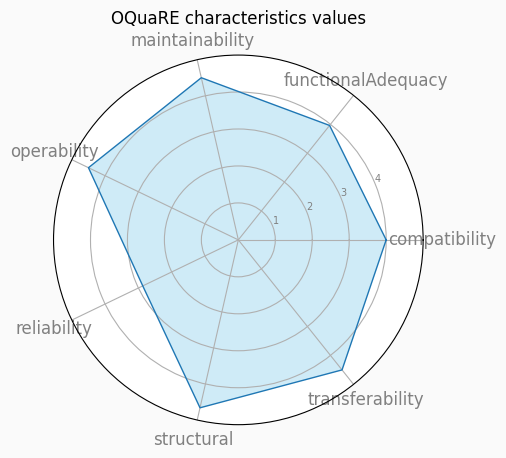 OQuaRE characteristics values
maintainability
functionalAdequacy
operability
4
3
2
1
compatibility
reliability
transferability
structural